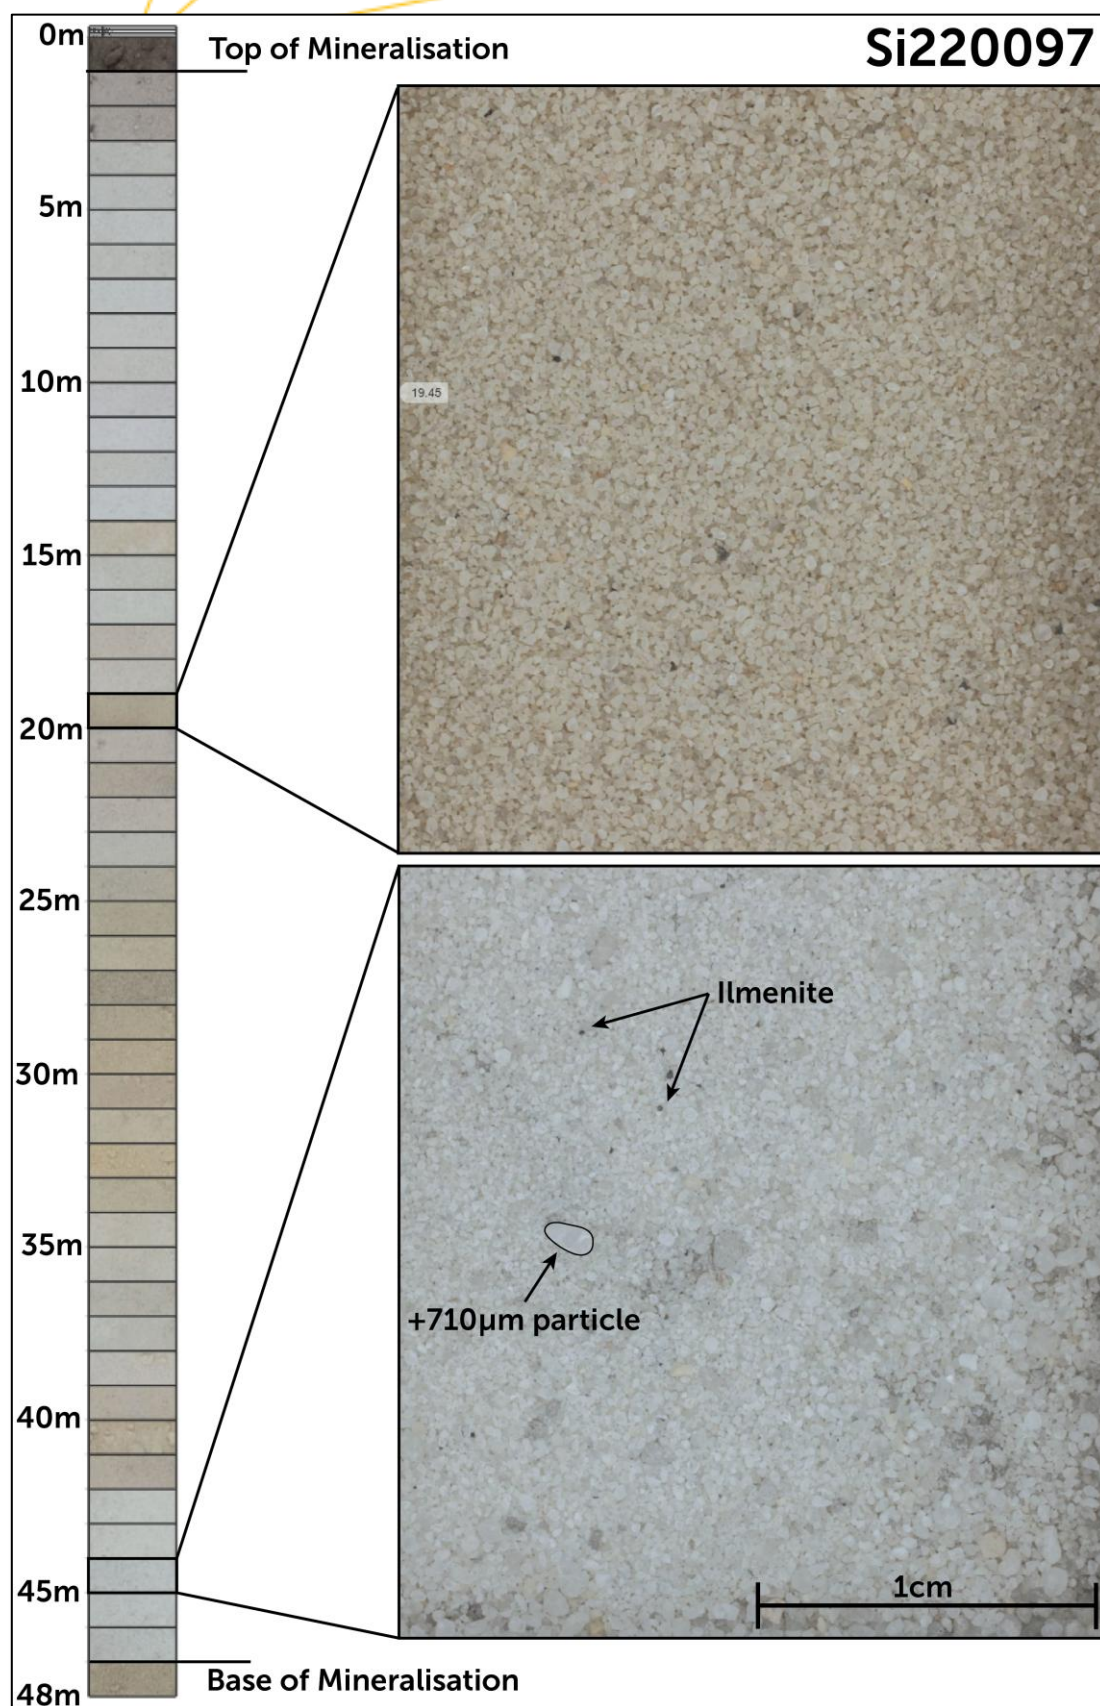 0m
Top of Mineralisation
Si220097
5m
10m
19.45
15m
20m
25m
Ilmenite
30m
35m
+710µm particle
40m
45m
1cm
Base of Mineralisation
48m